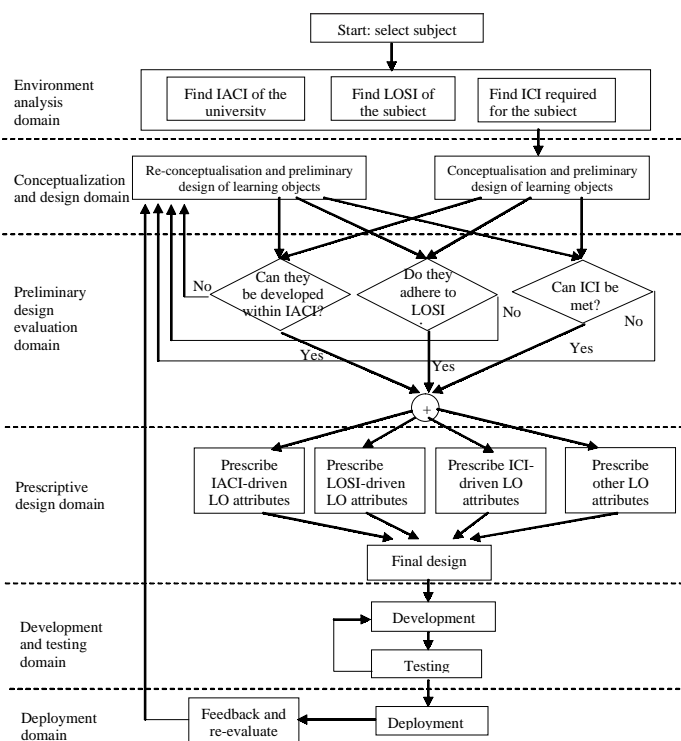 Start: select subject
Environment
analysis
domain
Find IACI of the
university
Find LOSI of
the subject
Find ICI required
for the subject
Conceptualization
and design domain
Re-conceptualisation and preliminary
design of learning objects
Conceptualisation and preliminary
design of learning objects
Preliminary
design
evaluation
domain
No
Can they
be developed
within IACI?
Do they
adhere to
LOSI
No
Can ICI be
met?
No
Yes
Yes
Yes
+
Prescriptive
design domain
Prescribe
IACI-driven
LO attributes
Prescribe
LOSI-driven
LO attributes
Prescribe ICI-
driven LO
attributes
Prescribe
other LO
attributes
Final design
Development
and testing
domain
Development
Testing
Deployment
domain
Feedback and
re-evaluate
Deployment